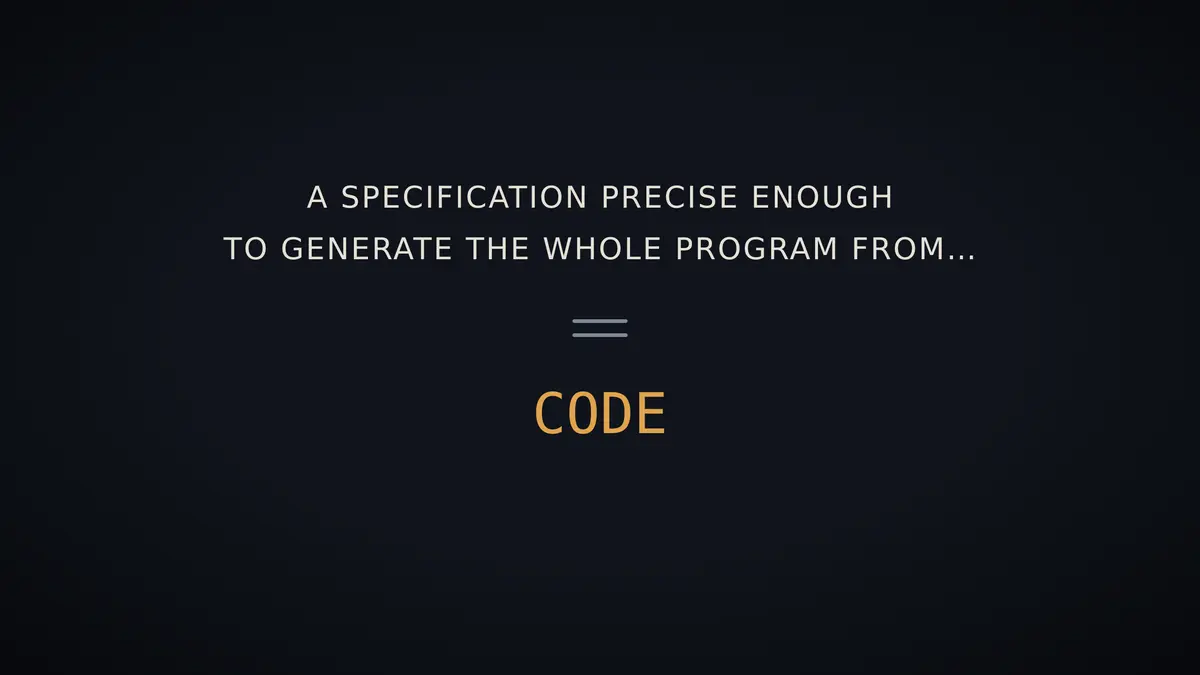 A SPECIFICATION PRECISE ENOUGH
TO GENERATE THE WHOLE PROGRAM FROM…
=
CODE